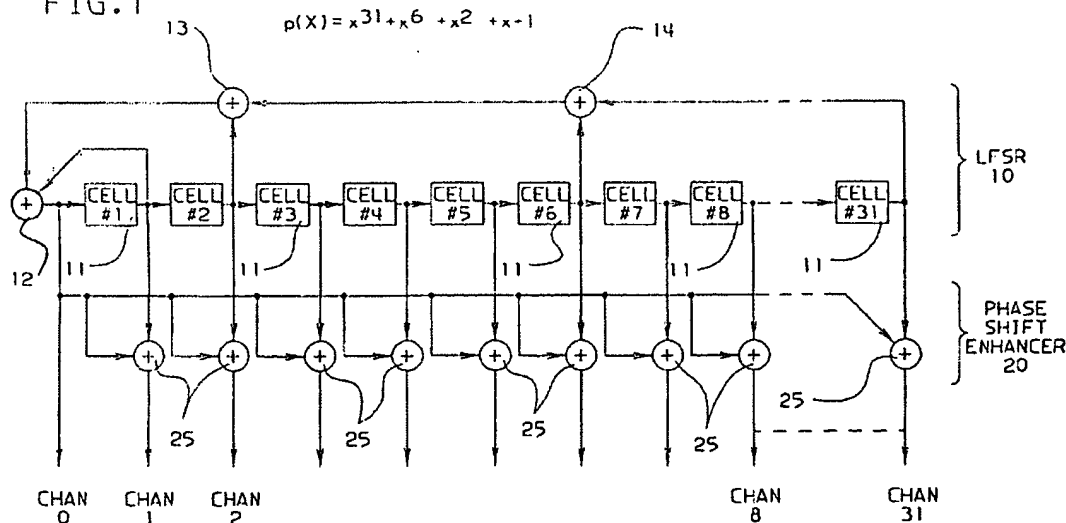 FIG.1
p(X) = x31+x6 +x2 +x-1
13
14
LFSR
10
CELL
#1
CELL
#2
CELL
#3
CELL
#4
CELL
#5
CELL
#6
CELL
#7
CELL
#8
CELL
#31
12
11
11
11
11
11
PHASE
SHIFT
ENHANCER
20
25
25
25
25
25
CHAN
0
CHAN
1
CHAN
2
CHAN
8
CHAN
31